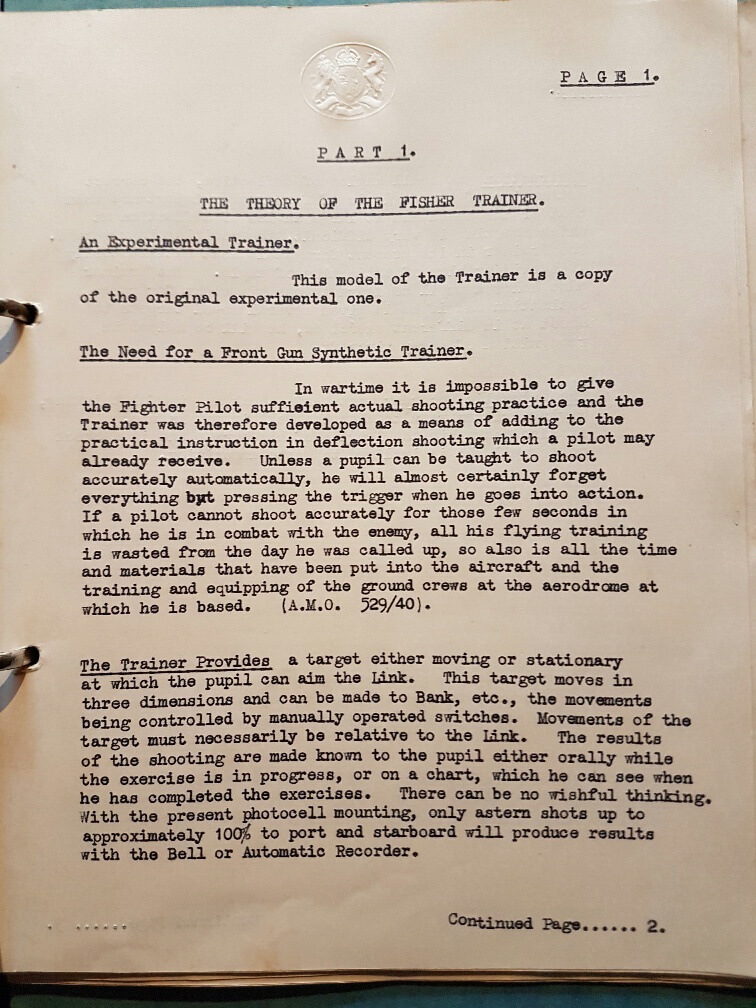 PAGE 1.
PART 1.
THE THEORY OF THE FISHER TRAINER.
An Experimental Trainer.
This model of the Trainer is a copy
of the original experimental one.
The Need for a Front Gun Synthetic Trainer.
In wartime it is impossible to give
the Fighter Pilot suffieient actual shooting practice and the
Trainer was therefore developed as a means of adding to the
practical instruction in deflection shooting which a pilot may
already receive. Unless a pupil can be taught to shoot
accurately automatically, he will almost certainly forget
everything but pressing the trigger when he goes into action.
If a pilot cannot shoot accurately for those few seconds in
which he is in combat with the enemy, all his flying training
is wasted from the day he was called up, so also is all the time
and materials that have been put into the aircraft and the
training and equipping of the ground crews at the aerodrome at
which he is based. (A.M.O. 529/40).
The Trainer Provides a target either moving or stationary
at which the pupil can aim the Link. This target moves in
three dimensions and can be made to Bank, etc., the movements
being controlled by manually operated switches. Movements of the
target must necessarily be relative to the Link. The results
of the shooting are made known to the pupil either orally while
the exercise is in progress, or on a chart, which he can see when
he has completed the exercises. There can be no wishful thinking.
With the present photocell mounting, only astern shots up to
approximately 100% to port and starboard will produce results
with the Bell or Automatic Recorder.
Continued Page...... 2.